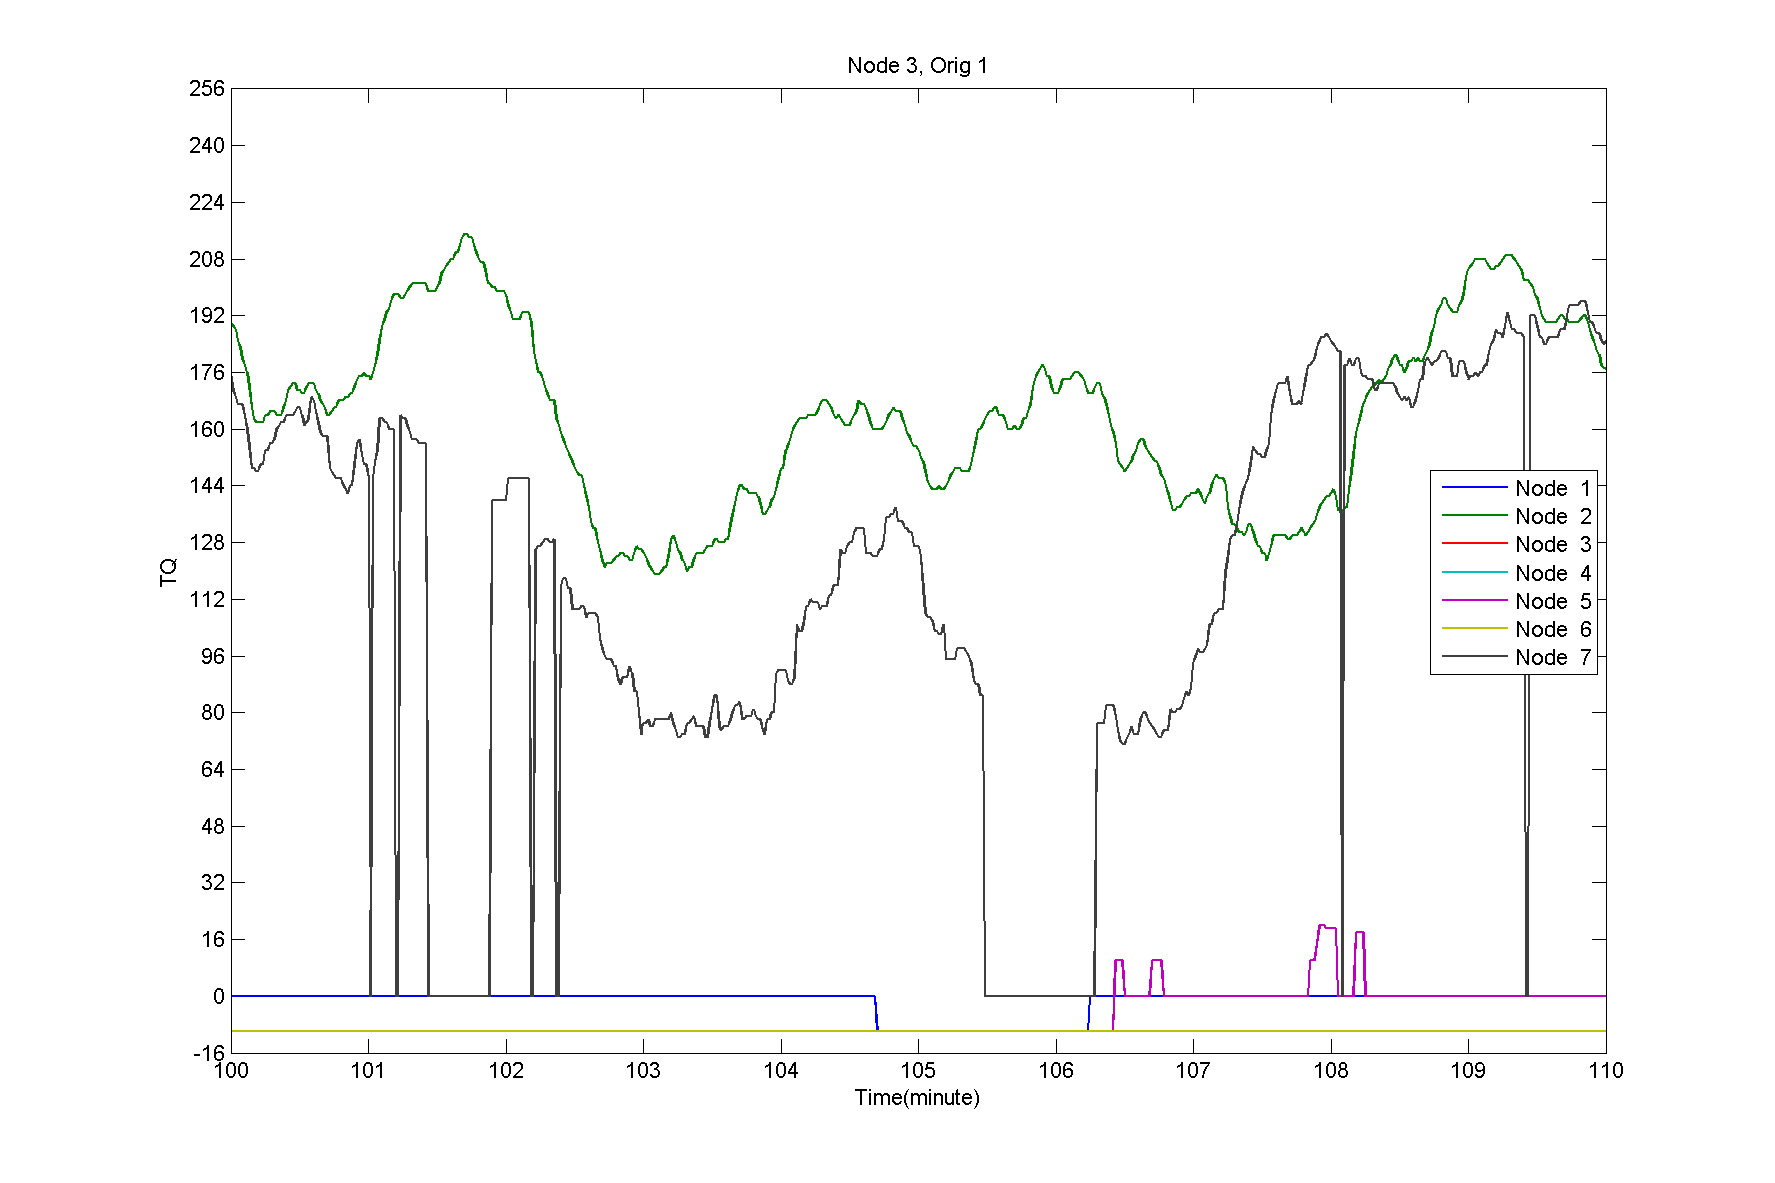 Node 3, Orig 1
256
240
224
208
192
176
160
144
128
112
96
80
64
48
32
16
0
-16
TQ
Node 1
Node 2
Node 3
Node 4
Node 5
Node 6
Node 7
100 101 102 103 104 105 106 107 108 109 110
Time(minute)